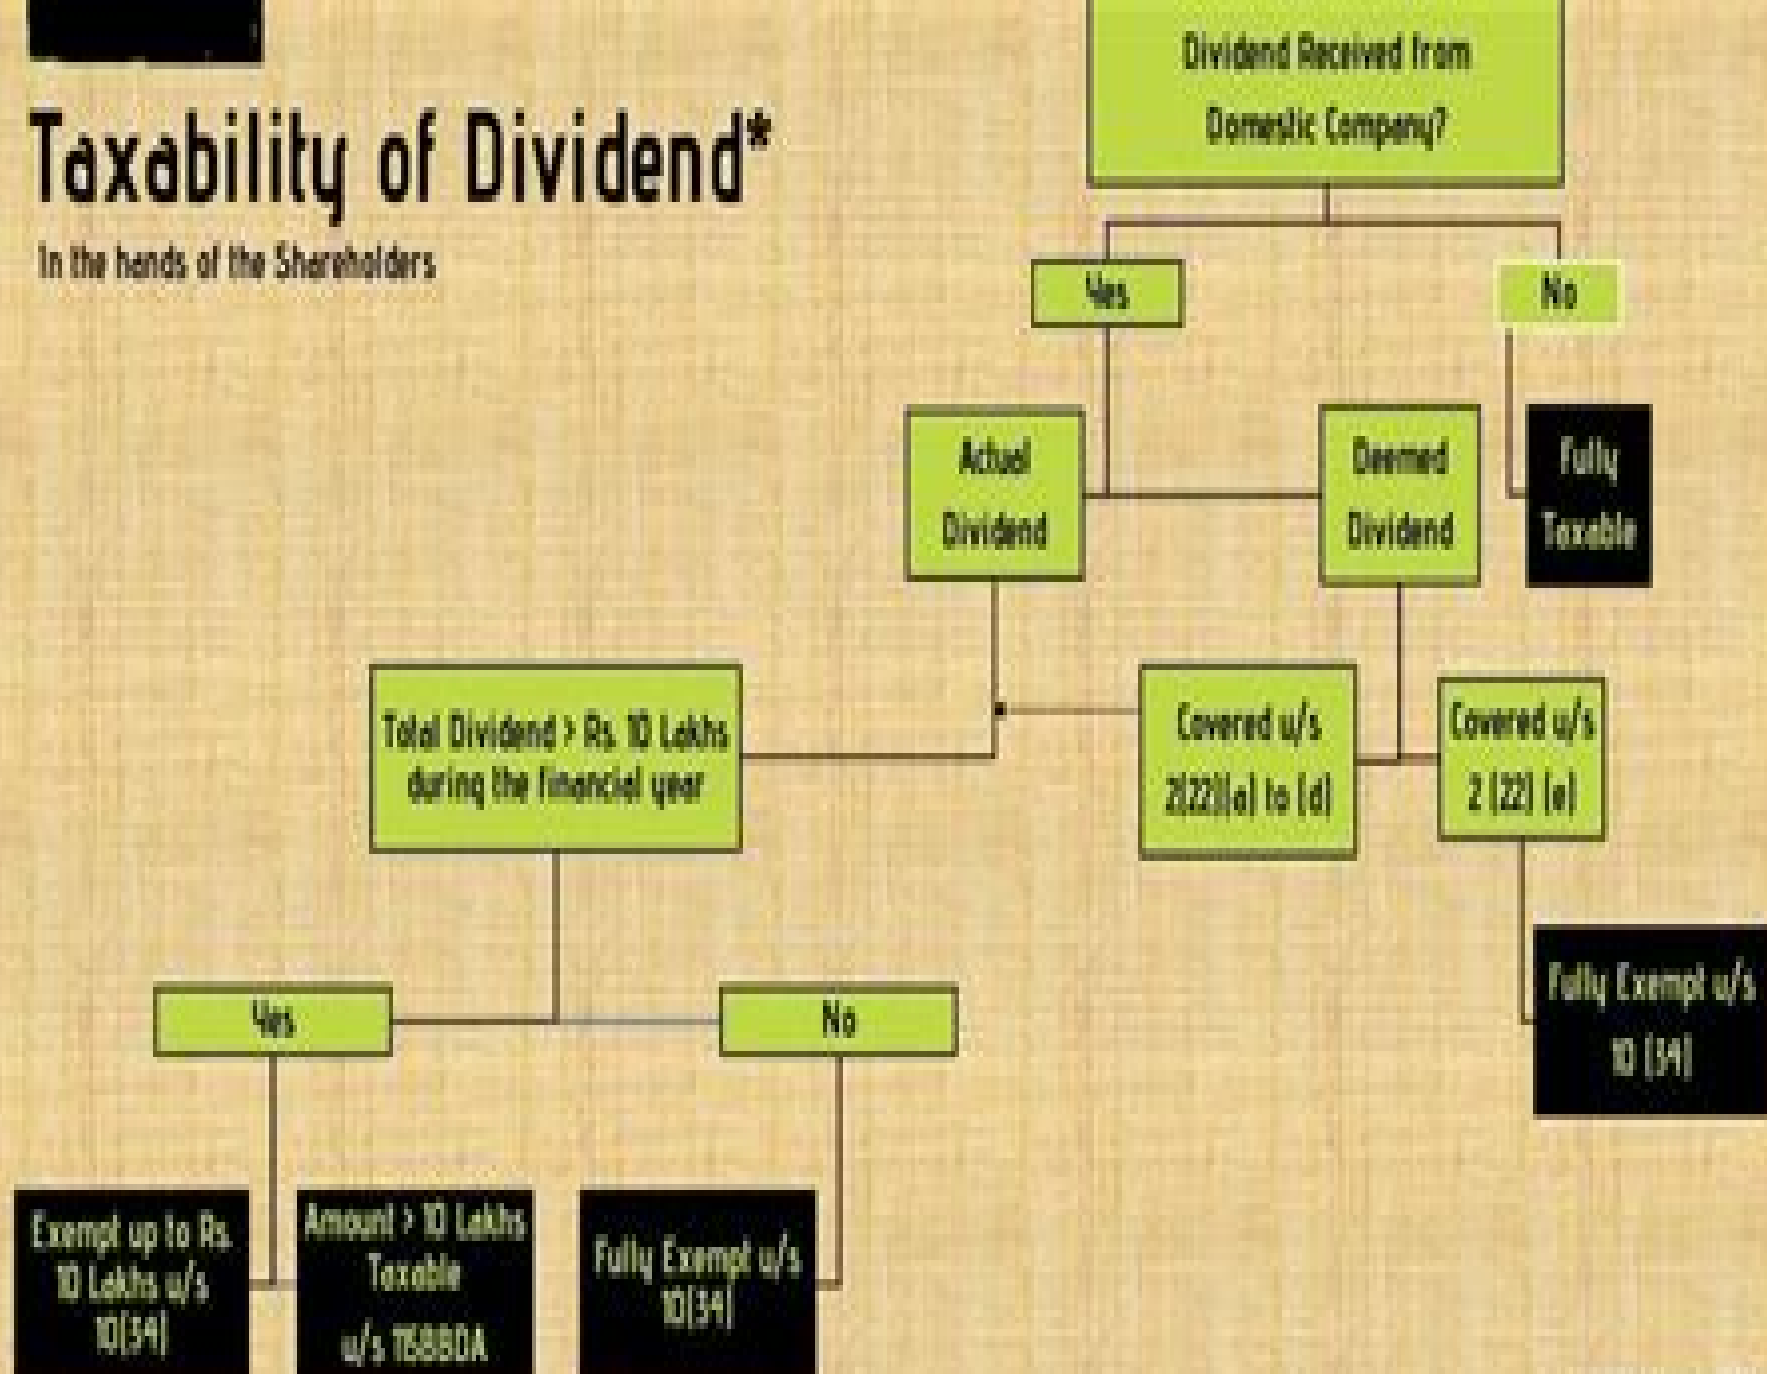 Taxability of Dividend*
In the hands of the Shareholders
Dividend Received from
Domestic Company?
Yes
No
Actual
Dividend
Deemed
Dividend
Fully
Taxable
Total Dividend > Rs. 10 Lakhs
during the financial year
Covered u/s
2(22)(a) to (d)
Covered u/s
2 (22) (e)
Yes
No
Fully Exempt u/s
10 (34)
Exempt up to Rs.
10 Lakhs u/s
10(34)
Amount > 10 Lakhs
Taxable
u/s 115BBDA
Fully Exempt u/s
10(34)